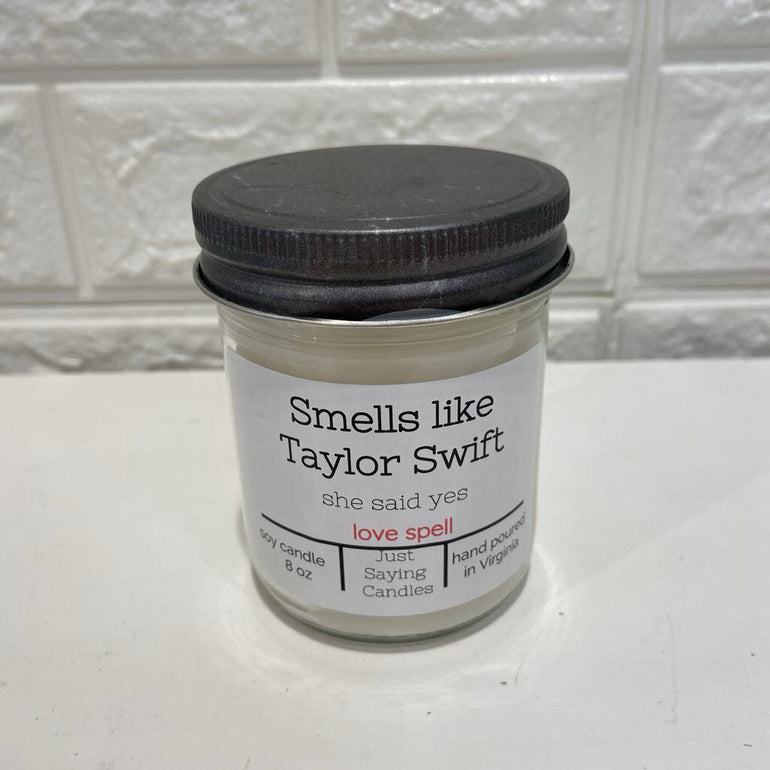 Smells like
Taylor Swift
she said yes
love spell
soy candle
8 oz
Just
Saying
Candles
hand poured
in Virginia